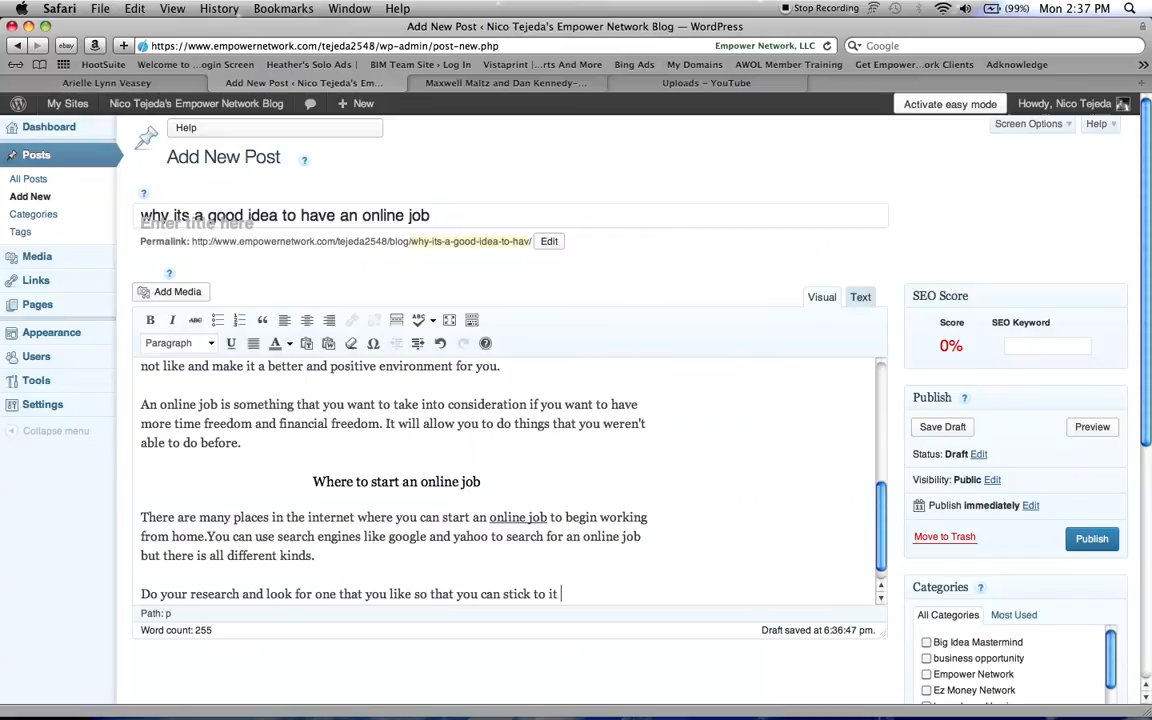 Safari File Edit View History Bookmarks Window Help Stop Recording (99%) Mon 2:37 PM
Add New Post ‹ Nico Tejeda's Empower Network Blog — WordPress
ebay a https://www.empowernetwork.com/tejeda2548/wp-admin/post-new.php Empower Network, LLC Google
HootSuite Welcome to ...ogin Screen Heather's Solo Ads BIM Team Site › Log In Vistaprint |...rts And More Bing Ads My Domains AWOL Member Training Get Empower...ork Clients Adknowledge
Arielle Lynn Veasey Add New Post ‹ Nico Tejeda's Em... Maxwell Maltz and Dan Kennedy-... Uploads – YouTube
My Sites Nico Tejeda's Empower Network Blog + New Activate easy mode Howdy, Nico Tejeda
Dashboard
Posts
All Posts
Add New
Categories
Tags
Media
Links
Pages
Appearance
Users
Tools
Settings
Collapse menu
Help
Screen Options Help
Add New Post ?
?
why its a good idea to have an online job
Enter title here
Permalink: http://www.empowernetwork.com/tejeda2548/blog/why-its-a-good-idea-to-hav/ Edit
?
Add Media
Visual Text
B I ABC ABC
Paragraph U A Ω ?
not like and make it a better and positive environment for you.
An online job is something that you want to take into consideration if you want to have
more time freedom and financial freedom. It will allow you to do things that you weren't
able to do before.
Where to start an online job
There are many places in the internet where you can start an online job to begin working
from home.You can use search engines like google and yahoo to search for an online job
but there is all different kinds.
Do your research and look for one that you like so that you can stick to it
Path: p
Word count: 255 Draft saved at 6:36:47 pm.
SEO Score
Score SEO Keyword
0%
Publish ?
Save Draft Preview
Status: Draft Edit
Visibility: Public Edit
Publish immediately Edit
Move to Trash Publish
Categories ?
All Categories Most Used
Big Idea Mastermind
business opportunity
Empower Network
Ez Money Network